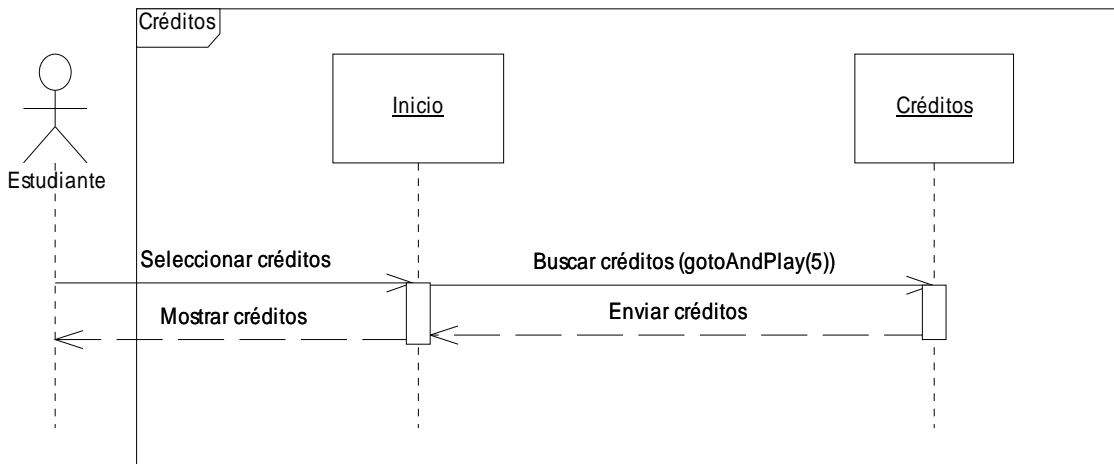 Créditos
Inicio
Créditos
Estudiante
Seleccionar créditos
Buscar créditos (gotoAndPlay(5))
Mostrar créditos
Enviar créditos